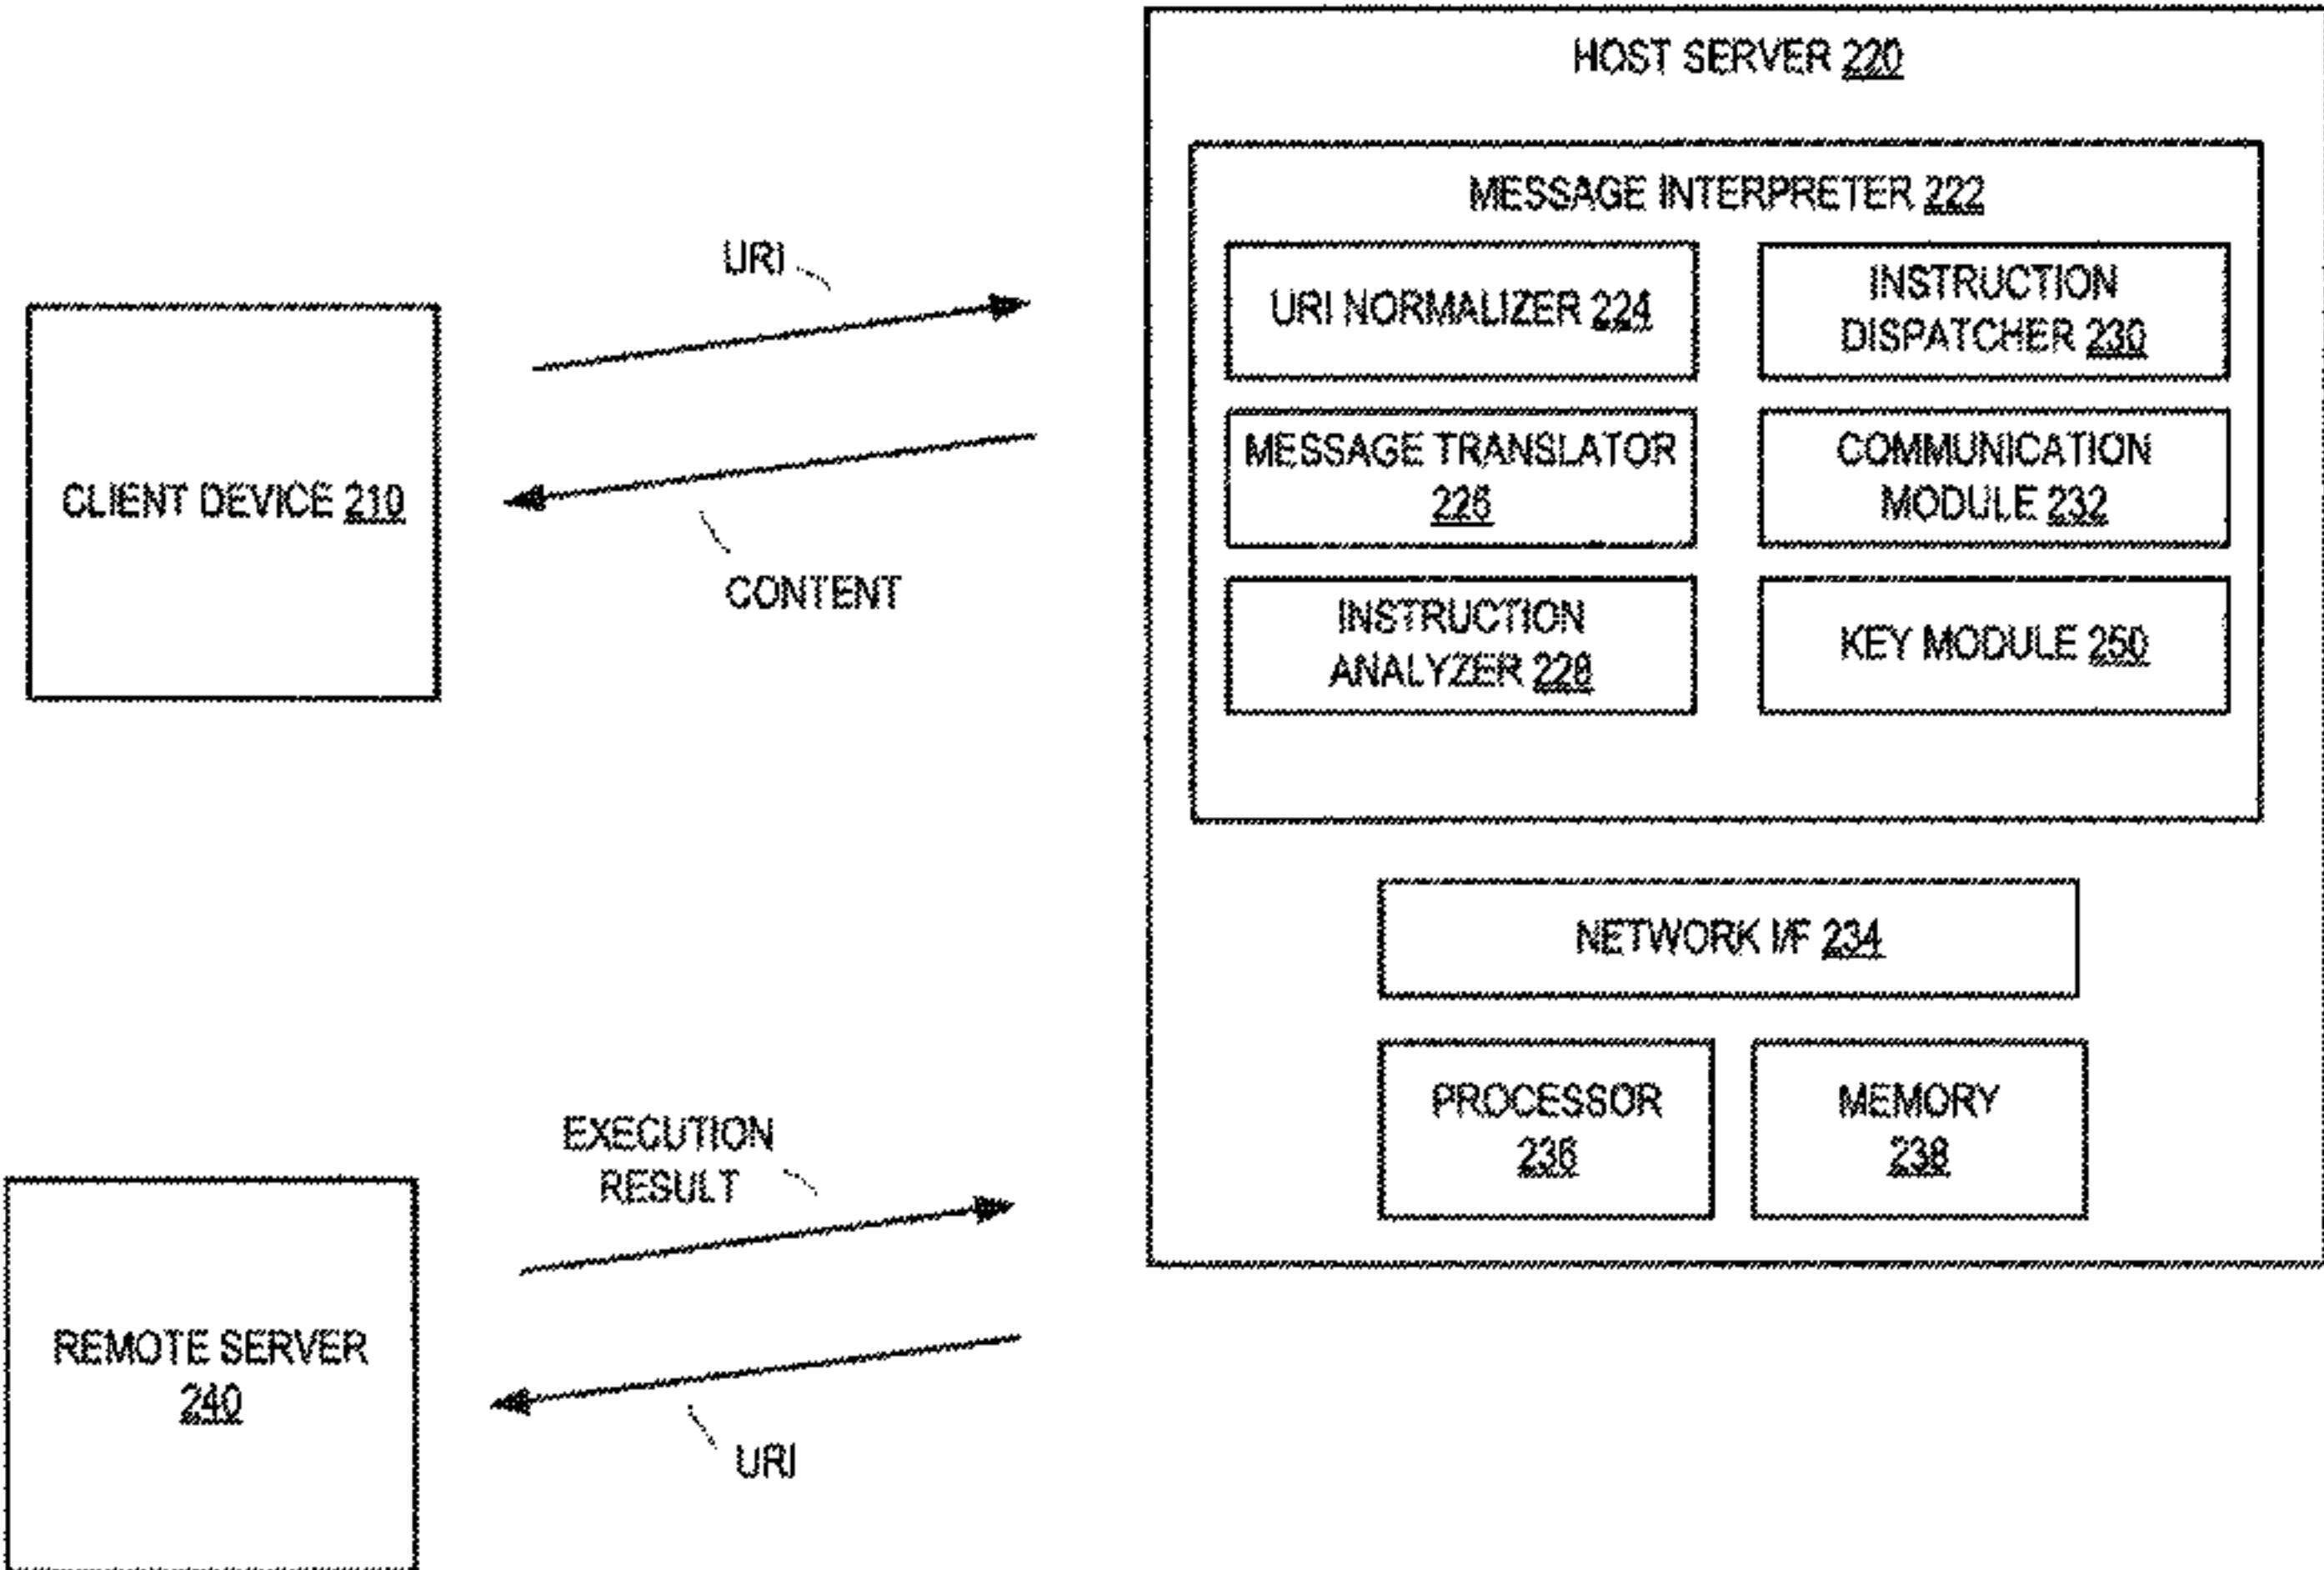 HOST SERVER 220
MESSAGE INTERPRETER 222
URI NORMALIZER 224
INSTRUCTION
DISPATCHER 230
MESSAGE TRANSLATOR
226
COMMUNICATION
MODULE 232
INSTRUCTION
ANALYZER 228
KEY MODULE 250
NETWORK I/F 234
PROCESSOR
236
MEMORY
238
URI
CLIENT DEVICE 210
CONTENT
EXECUTION
RESULT
REMOTE SERVER
240
URI